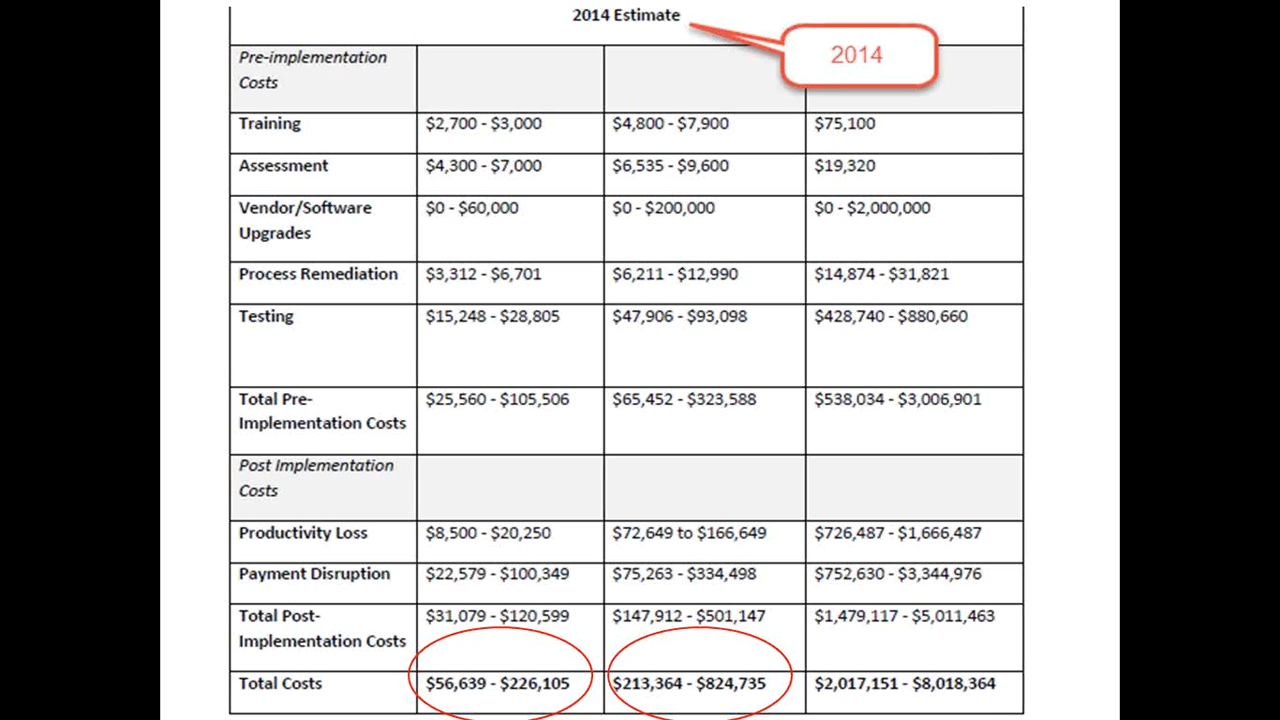 2014 Estimate
2014
Pre-implementation
Costs
Training $2,700 - $3,000 $4,800 - $7,900 $75,100
Assessment $4,300 - $7,000 $6,535 - $9,600 $19,320
Vendor/Software $0 - $60,000 $0 - $200,000 $0 - $2,000,000
Upgrades
Process Remediation $3,312 - $6,701 $6,211 - $12,990 $14,874 - $31,821
Testing $15,248 - $28,805 $47,906 - $93,098 $428,740 - $880,660
Total Pre- $25,560 - $105,506 $65,452 - $323,588 $538,034 - $3,006,901
Implementation Costs
Post Implementation
Costs
Productivity Loss $8,500 - $20,250 $72,649 to $166,649 $726,487 - $1,666,487
Payment Disruption $22,579 - $100,349 $75,263 - $334,498 $752,630 - $3,344,976
Total Post- $31,079 - $120,599 $147,912 - $501,147 $1,479,117 - $5,011,463
Implementation Costs
Total Costs $56,639 - $226,105 $213,364 - $824,735 $2,017,151 - $8,018,364